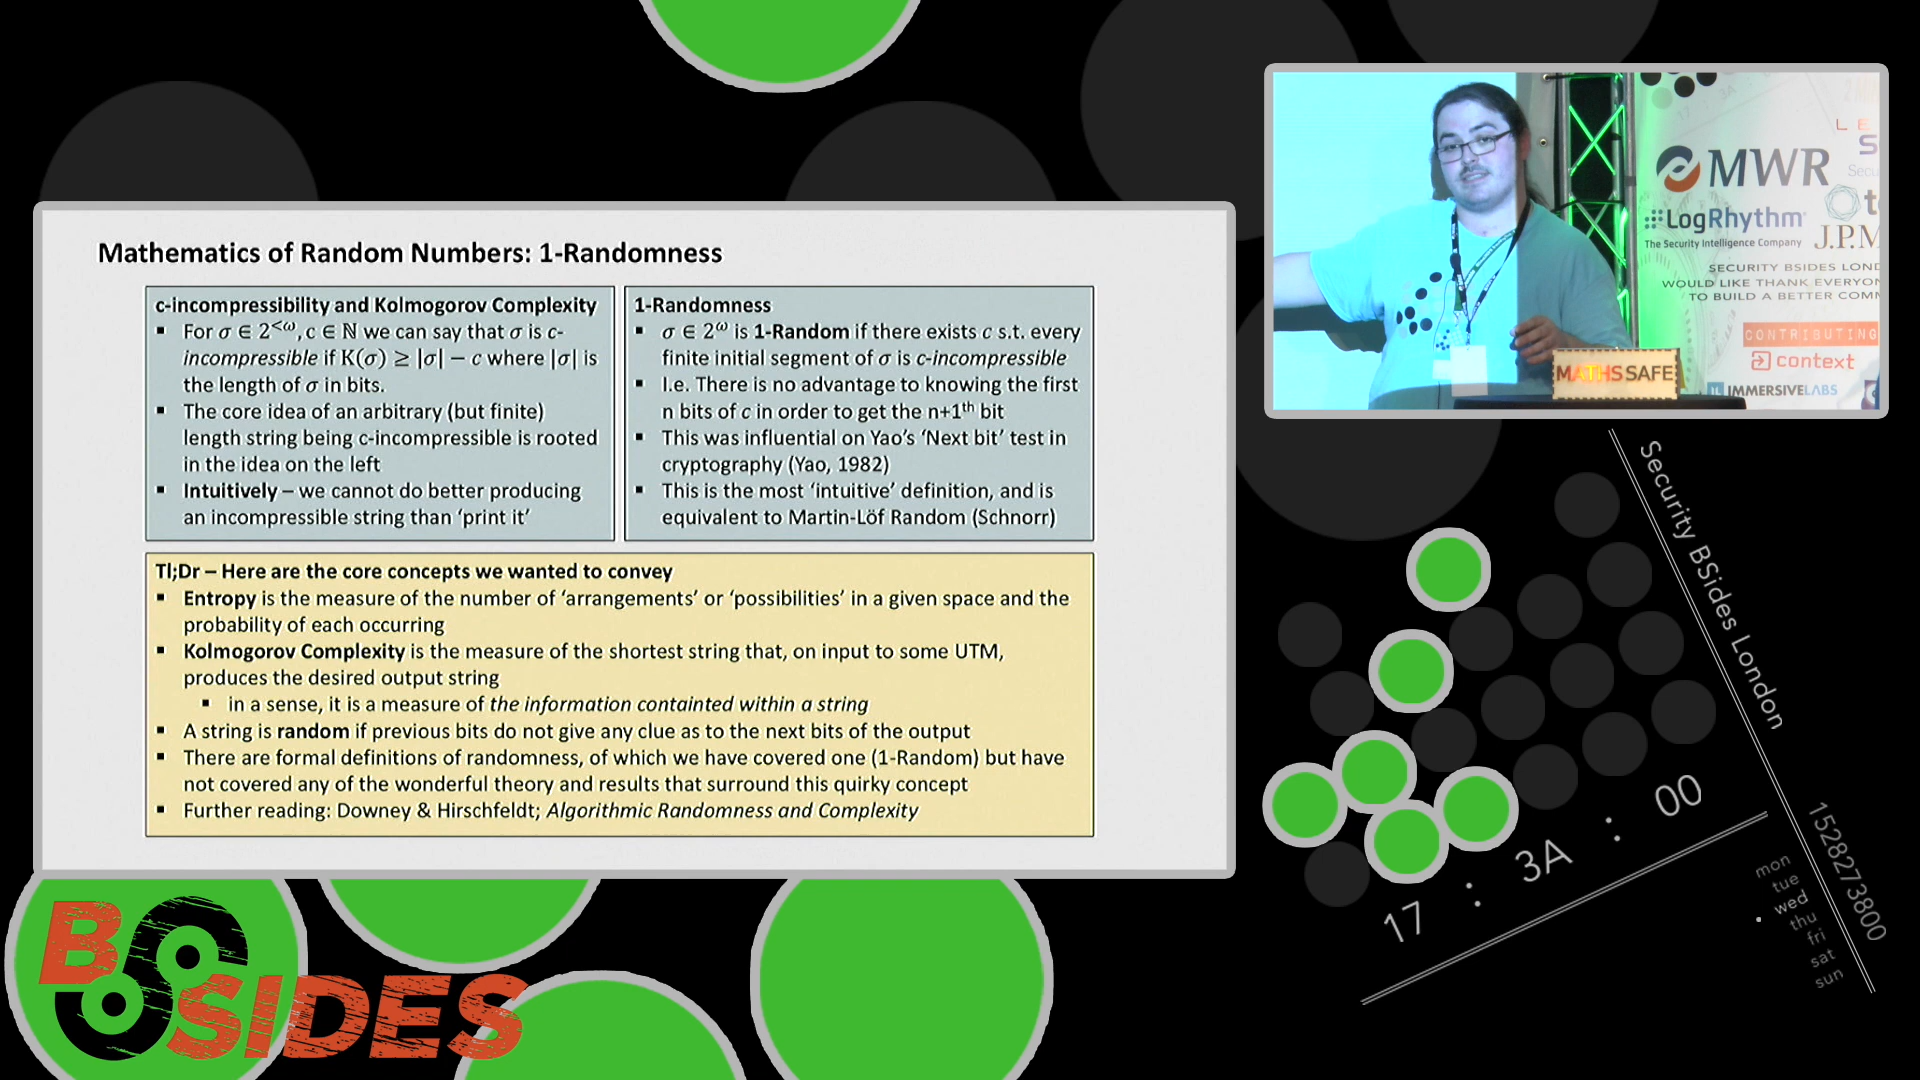 Mathematics of Random Numbers: 1-Randomness
c-incompressibility and Kolmogorov Complexity
▪ For σ ∈ 2^<ω, c ∈ ℕ we can say that σ is c-
incompressible if K(σ) ≥ |σ| − c where |σ| is
the length of σ in bits.
▪ The core idea of an arbitrary (but finite)
length string being c-incompressible is rooted
in the idea on the left
▪ Intuitively – we cannot do better producing
an incompressible string than ‘print it’
1-Randomness
▪ σ ∈ 2^ω is 1-Random if there exists c s.t. every
finite initial segment of σ is c-incompressible
▪ I.e. There is no advantage to knowing the first
n bits of c in order to get the n+1th bit
▪ This was influential on Yao’s ‘Next bit’ test in
cryptography (Yao, 1982)
▪ This is the most ‘intuitive’ definition, and is
equivalent to Martin-Löf Random (Schnorr)
Tl;Dr – Here are the core concepts we wanted to convey
▪ Entropy is the measure of the number of ‘arrangements’ or ‘possibilities’ in a given space and the
probability of each occurring
▪ Kolmogorov Complexity is the measure of the shortest string that, on input to some UTM,
produces the desired output string
▪ in a sense, it is a measure of the information containted within a string
▪ A string is random if previous bits do not give any clue as to the next bits of the output
▪ There are formal definitions of randomness, of which we have covered one (1-Random) but have
not covered any of the wonderful theory and results that surround this quirky concept
▪ Further reading: Downey & Hirschfeldt; Algorithmic Randomness and Complexity
MWR
LogRhythm
The Security Intelligence Company
J.P.M
SECURITY BSIDES LOND
WOULD LIKE THANK EVERYON
TO BUILD A BETTER COMM
CONTRIBUTING
context
IMMERSIVELABS
MATHS SAFE
Security BSides London
17 : 3A : 00
1528273800
mon
tue
wed
thu
fri
sat
sun
BSIDES